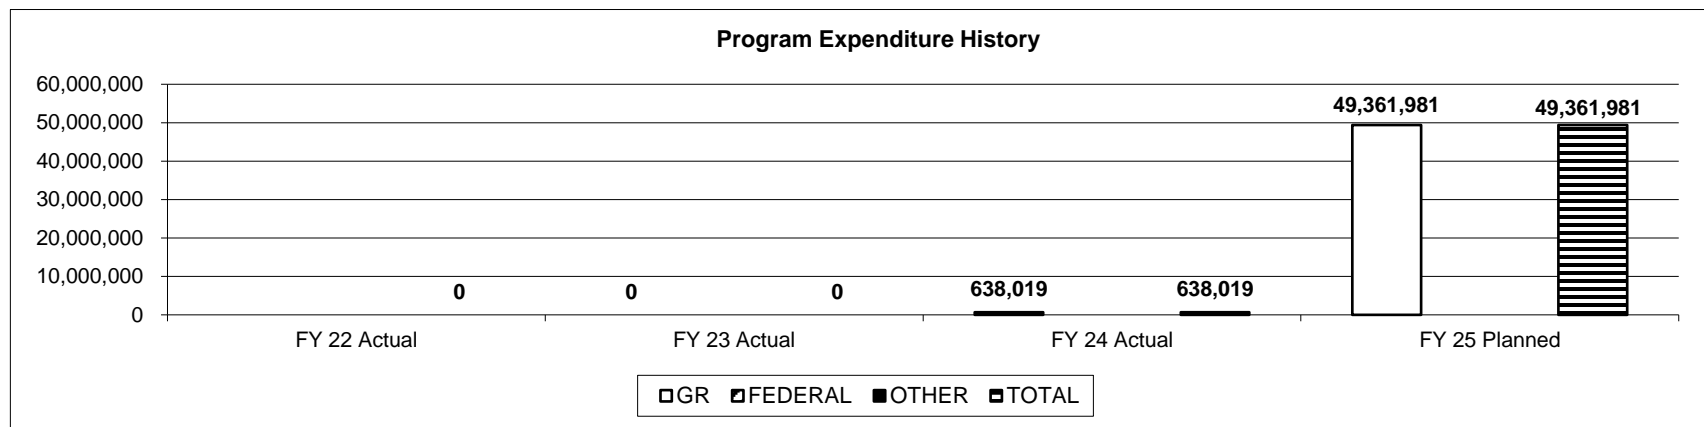 Program Expenditure History
60,000,000
50,000,000
40,000,000
30,000,000
20,000,000
10,000,000
0
0 0 0 638,019 638,019 49,361,981 49,361,981
FY 22 Actual FY 23 Actual FY 24 Actual FY 25 Planned
GR FEDERAL OTHER TOTAL